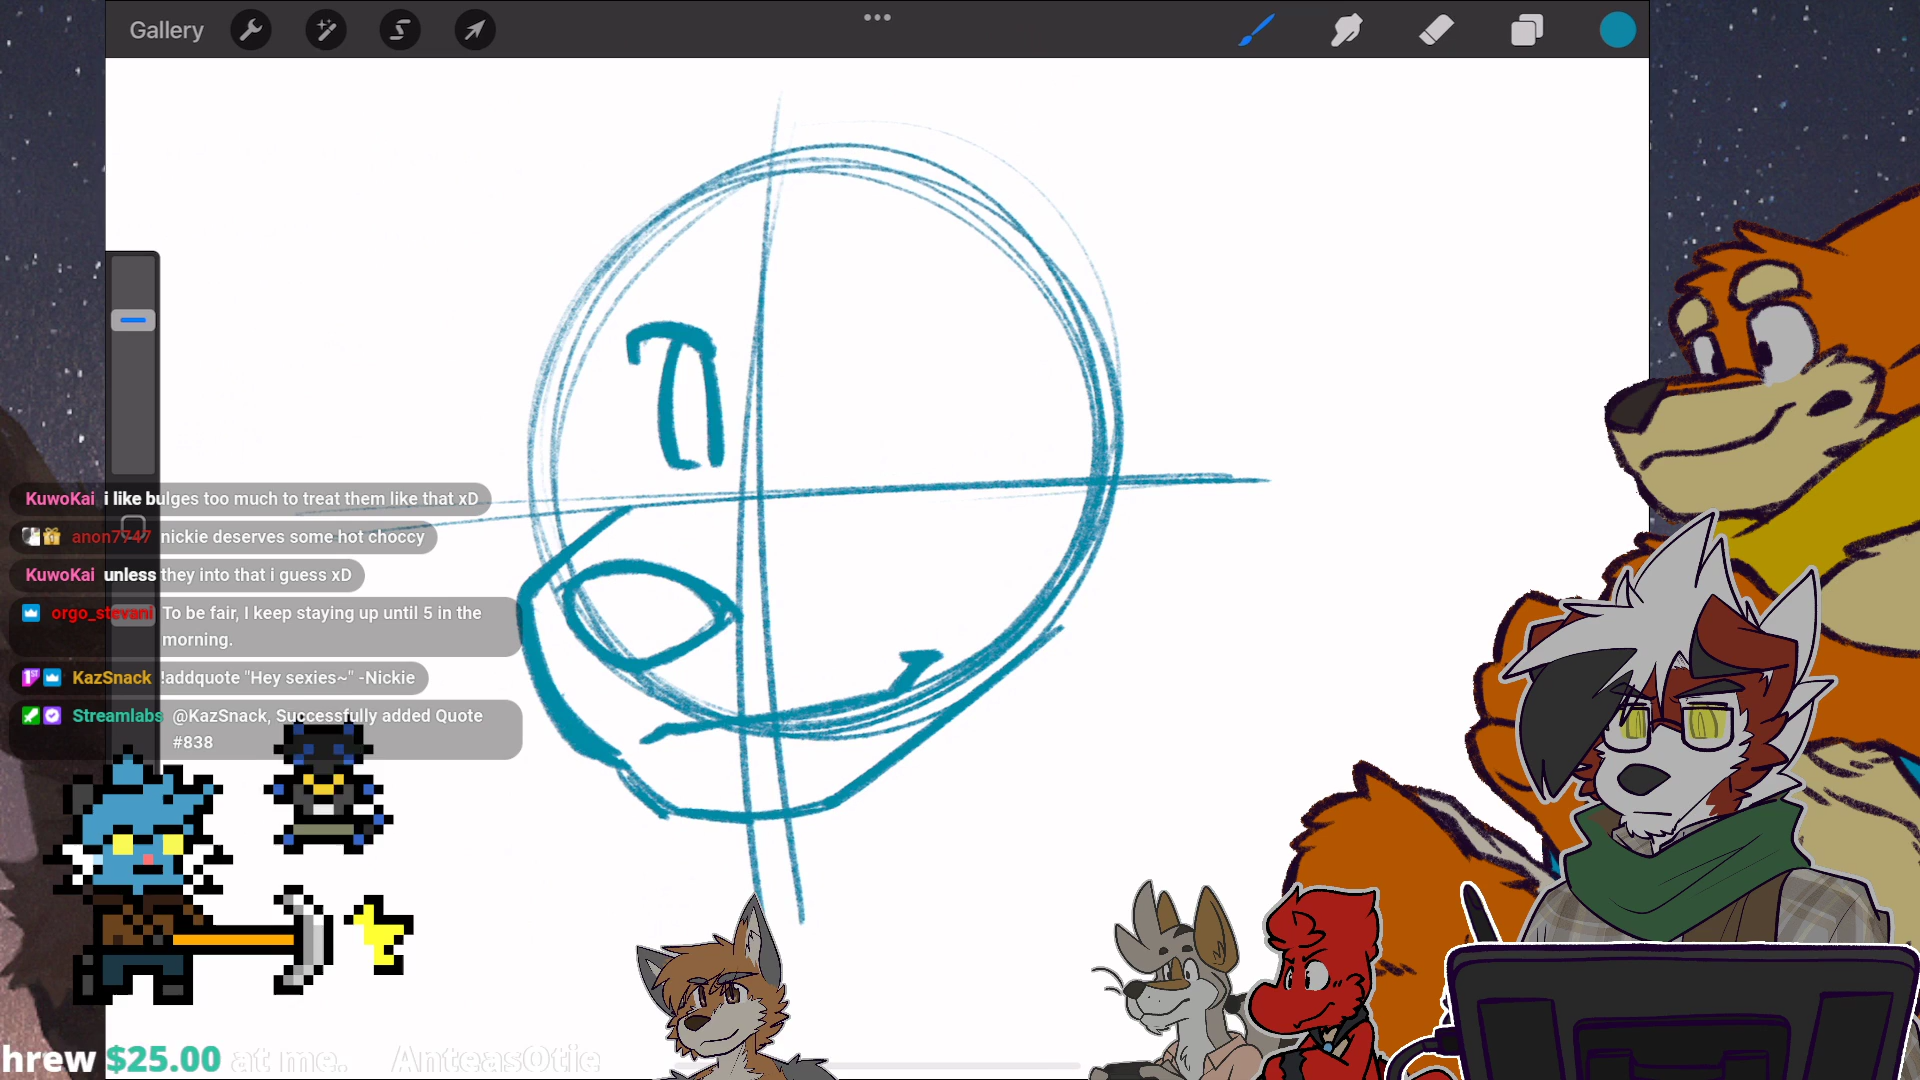 Gallery
KuwoKai i like bulges too much to treat them like that xD
anon7747 nickie deserves some hot choccy
KuwoKai unless they into that i guess xD
orgo_stevani To be fair, I keep staying up until 5 in the
morning.
KazSnack !addquote "Hey sexies~" -Nickie
Streamlabs @KazSnack, Successfully added Quote
#838
hrew $25.00 at me. AnteasOtie